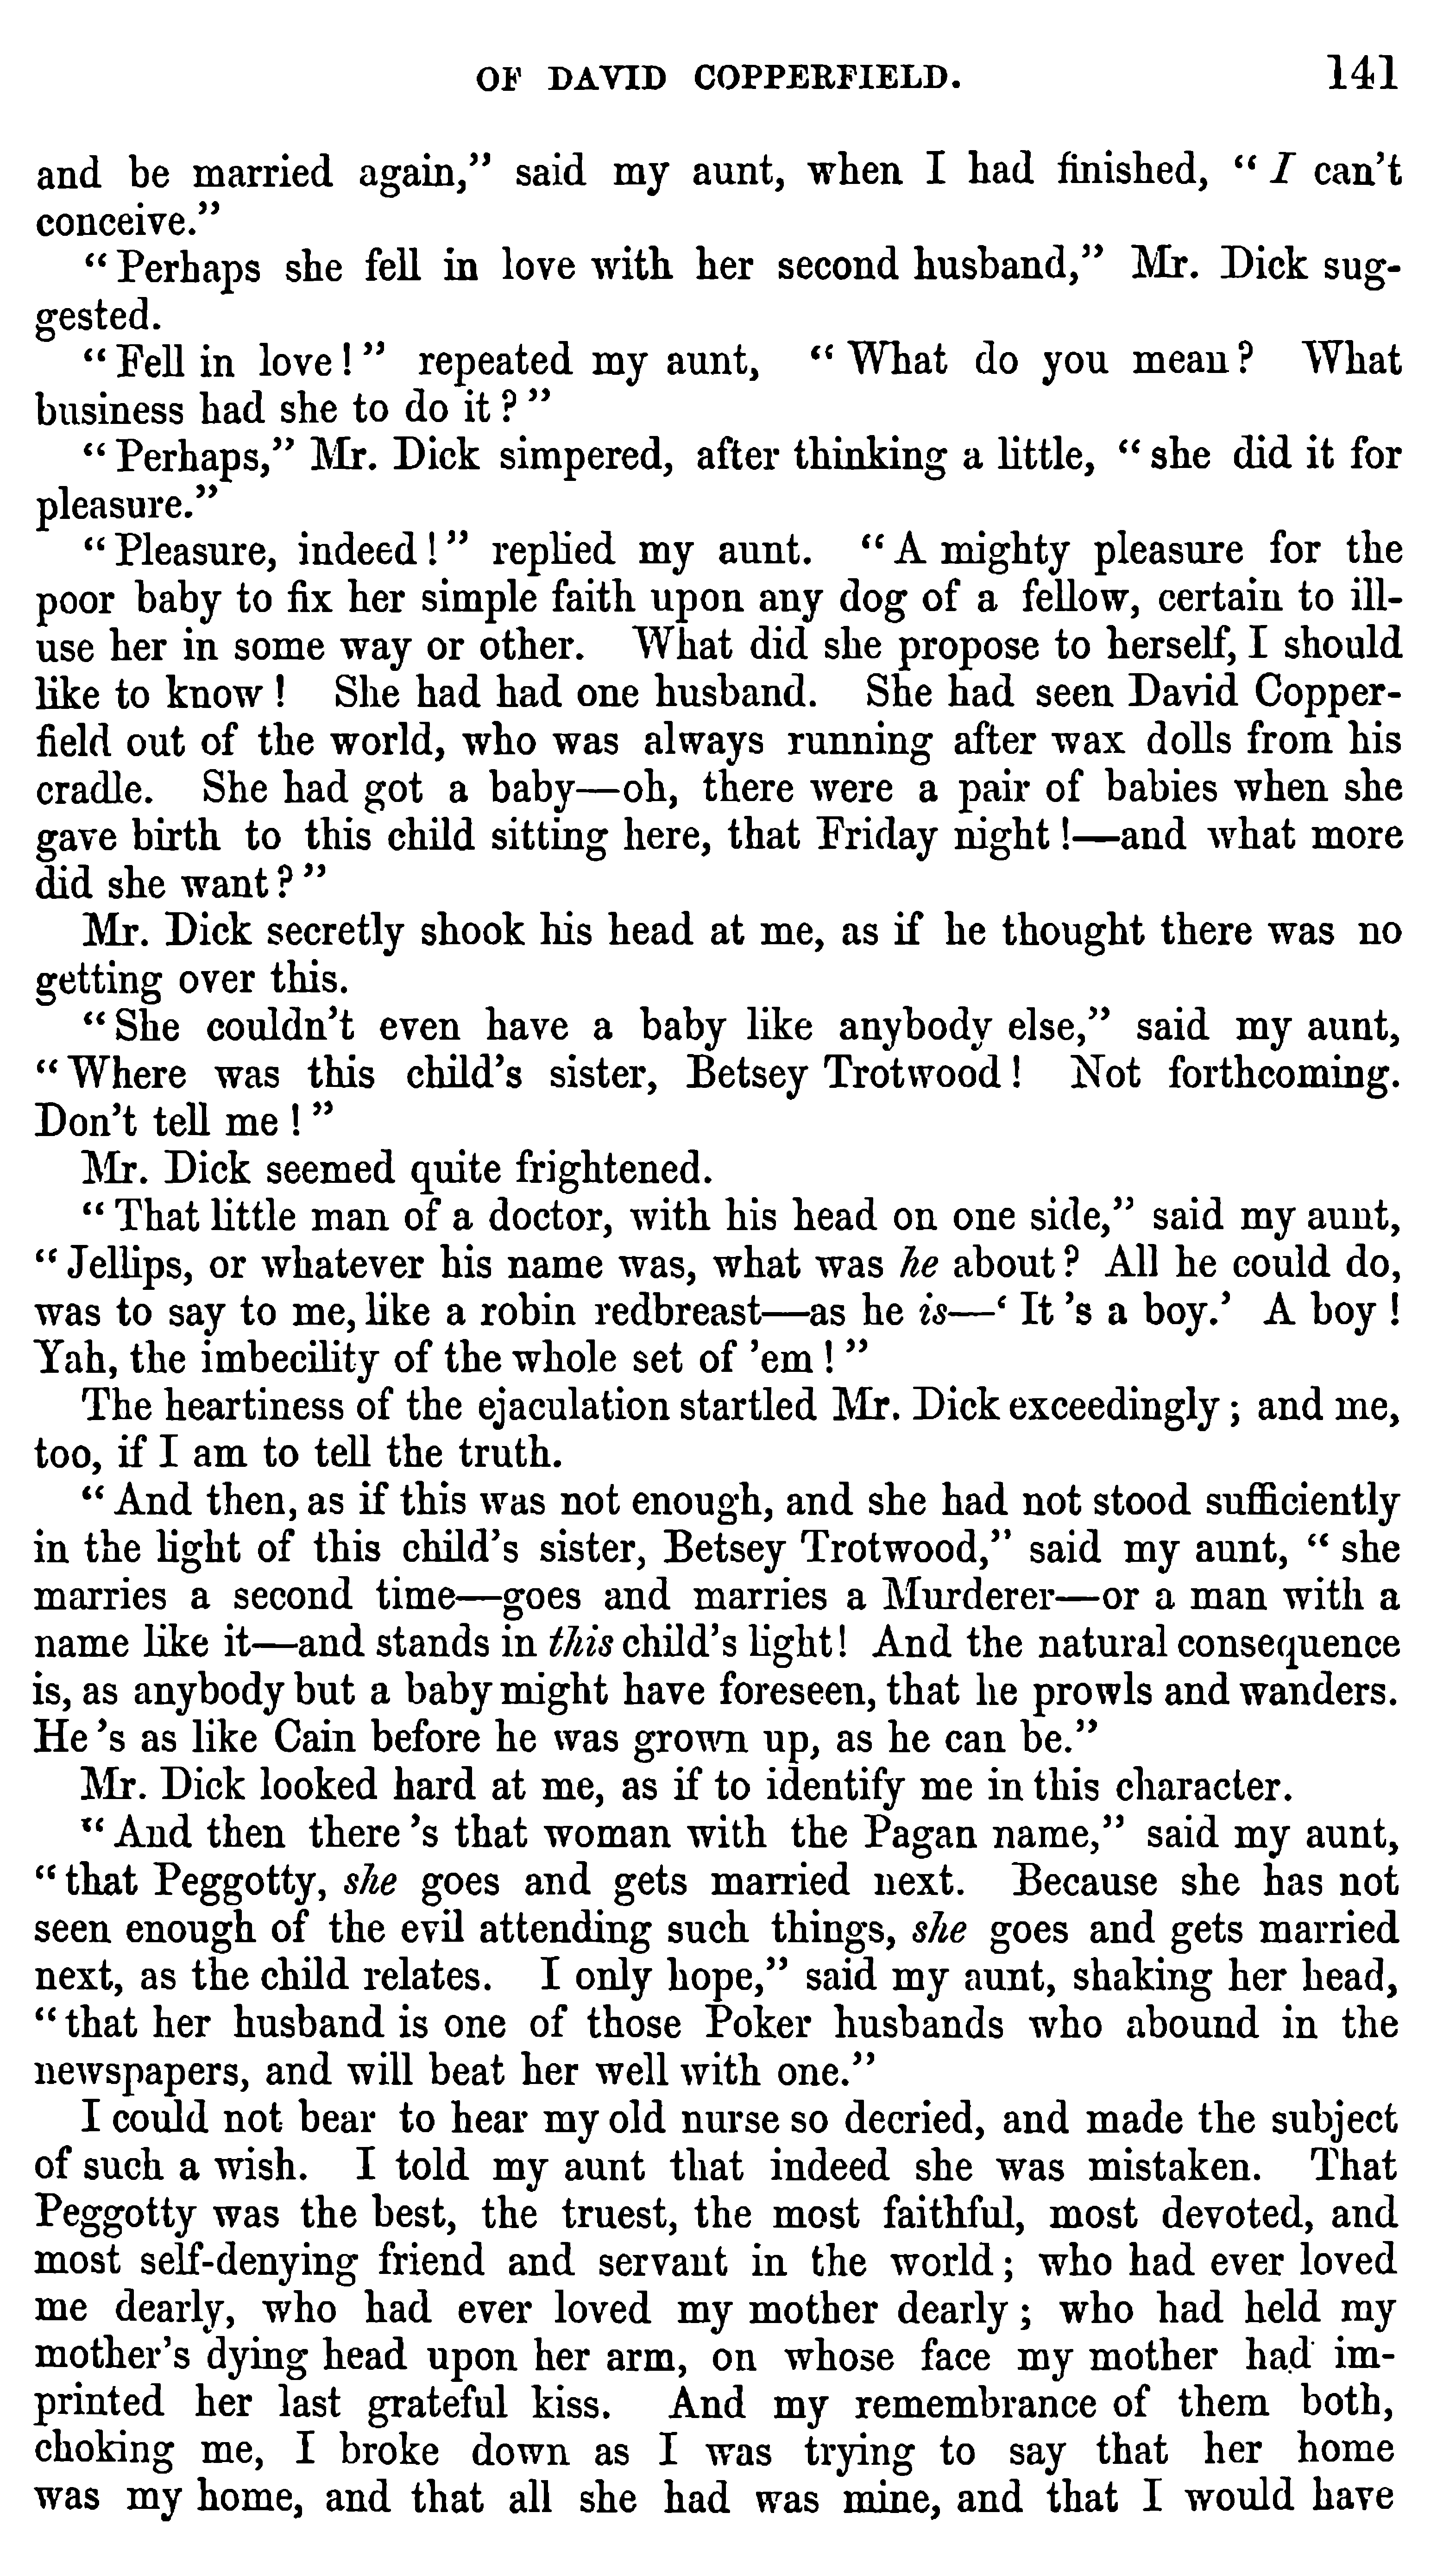 OF DAVID COPPERFIELD. 141
and be married again,” said my aunt, when I had finished, “I can’t
conceive.”
“Perhaps she fell in love with her second husband,” Mr. Dick sug-
gested.
“Fell in love!” repeated my aunt, “What do you mean? What
business had she to do it?”
“Perhaps,” Mr. Dick simpered, after thinking a little, “she did it for
pleasure.”
“Pleasure, indeed!” replied my aunt. “A mighty pleasure for the
poor baby to fix her simple faith upon any dog of a fellow, certain to ill-
use her in some way or other. What did she propose to herself, I should
like to know! She had had one husband. She had seen David Copper-
field out of the world, who was always running after wax dolls from his
cradle. She had got a baby—oh, there were a pair of babies when she
gave birth to this child sitting here, that Friday night!—and what more
did she want?”
Mr. Dick secretly shook his head at me, as if he thought there was no
getting over this.
“She couldn’t even have a baby like anybody else,” said my aunt,
“Where was this child’s sister, Betsey Trotwood! Not forthcoming.
Don’t tell me!”
Mr. Dick seemed quite frightened.
“That little man of a doctor, with his head on one side,” said my aunt,
“Jellips, or whatever his name was, what was he about? All he could do,
was to say to me, like a robin redbreast—as he is—‘It ’s a boy.’ A boy!
Yah, the imbecility of the whole set of ’em!”
The heartiness of the ejaculation startled Mr. Dick exceedingly; and me,
too, if I am to tell the truth.
“And then, as if this was not enough, and she had not stood sufficiently
in the light of this child’s sister, Betsey Trotwood,” said my aunt, “she
marries a second time—goes and marries a Murderer—or a man with a
name like it—and stands in this child’s light! And the natural consequence
is, as anybody but a baby might have foreseen, that he prowls and wanders.
He ’s as like Cain before he was grown up, as he can be.”
Mr. Dick looked hard at me, as if to identify me in this character.
“And then there ’s that woman with the Pagan name,” said my aunt,
“that Peggotty, she goes and gets married next. Because she has not
seen enough of the evil attending such things, she goes and gets married
next, as the child relates. I only hope,” said my aunt, shaking her head,
“that her husband is one of those Poker husbands who abound in the
newspapers, and will beat her well with one.”
I could not bear to hear my old nurse so decried, and made the subject
of such a wish. I told my aunt that indeed she was mistaken. That
Peggotty was the best, the truest, the most faithful, most devoted, and
most self-denying friend and servant in the world; who had ever loved
me dearly, who had ever loved my mother dearly; who had held my
mother’s dying head upon her arm, on whose face my mother had im-
printed her last grateful kiss. And my remembrance of them both,
choking me, I broke down as I was trying to say that her home
was my home, and that all she had was mine, and that I would have